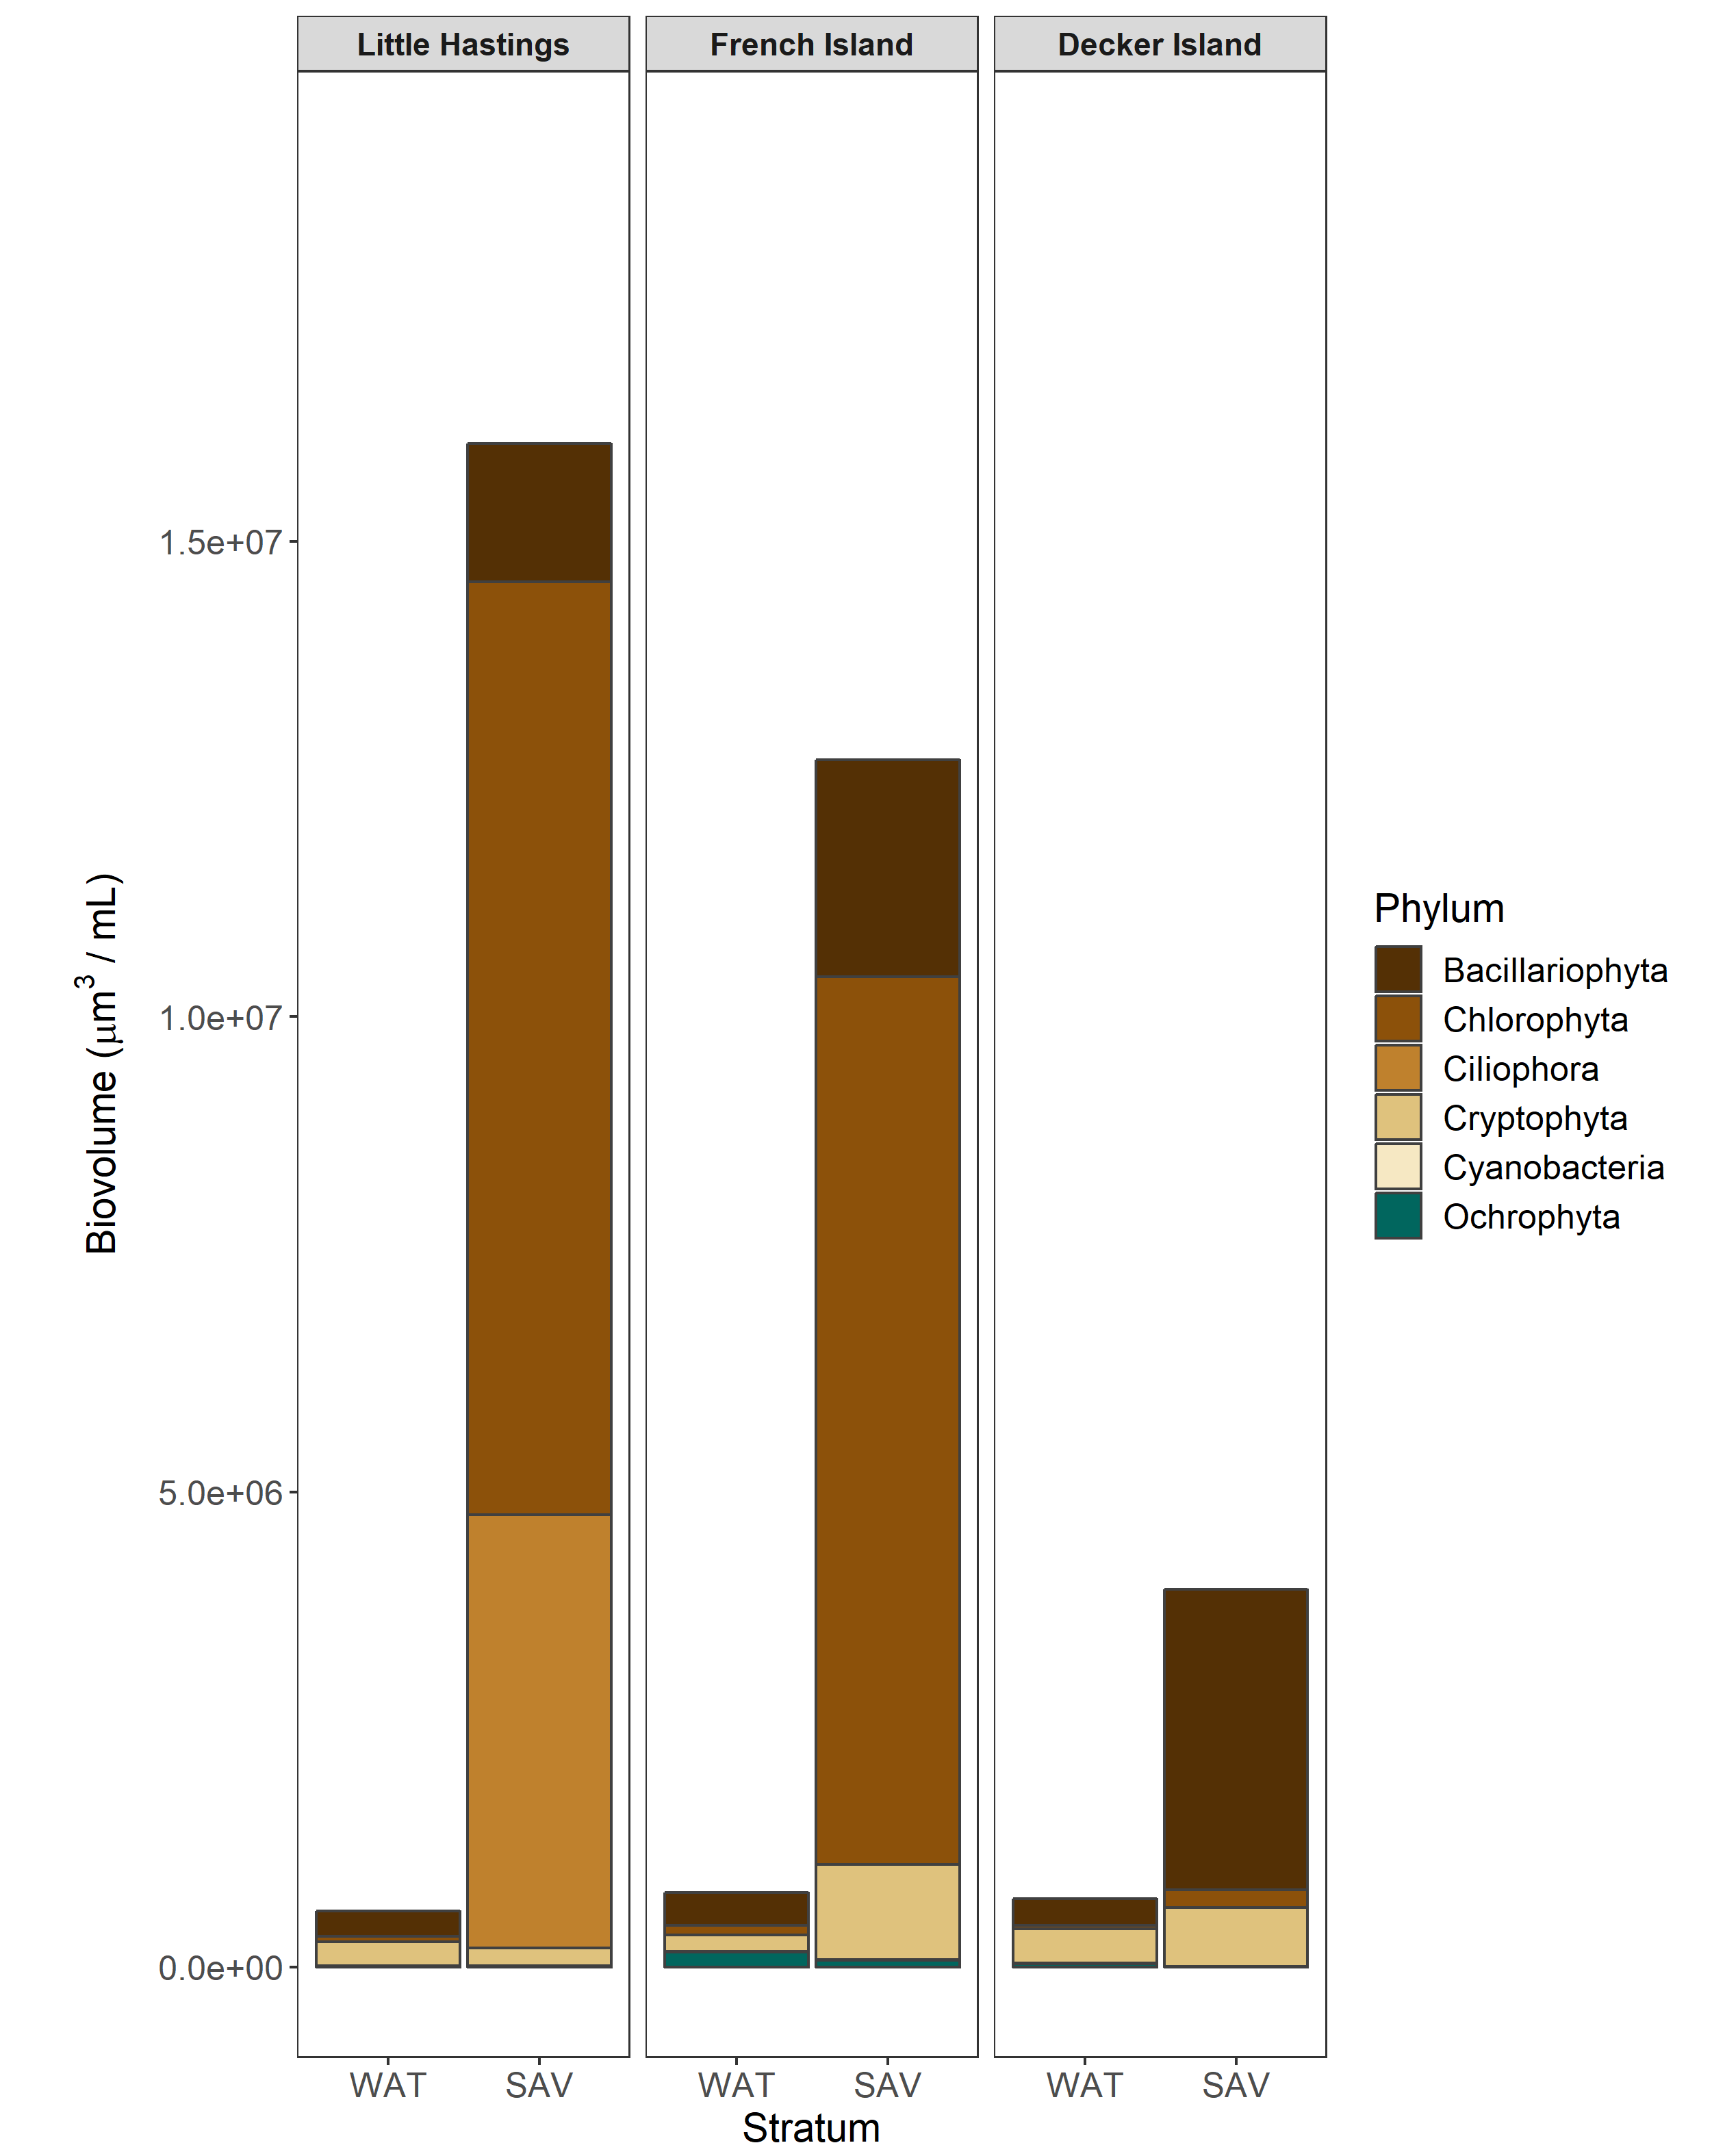 Little Hastings
French Island
Decker Island
Biovolume (μm³ / mL)
1.5e+07
1.0e+07
5.0e+06
0.0e+00
WAT SAV WAT SAV WAT SAV
Stratum
Phylum
Bacillariophyta
Chlorophyta
Ciliophora
Cryptophyta
Cyanobacteria
Ochrophyta